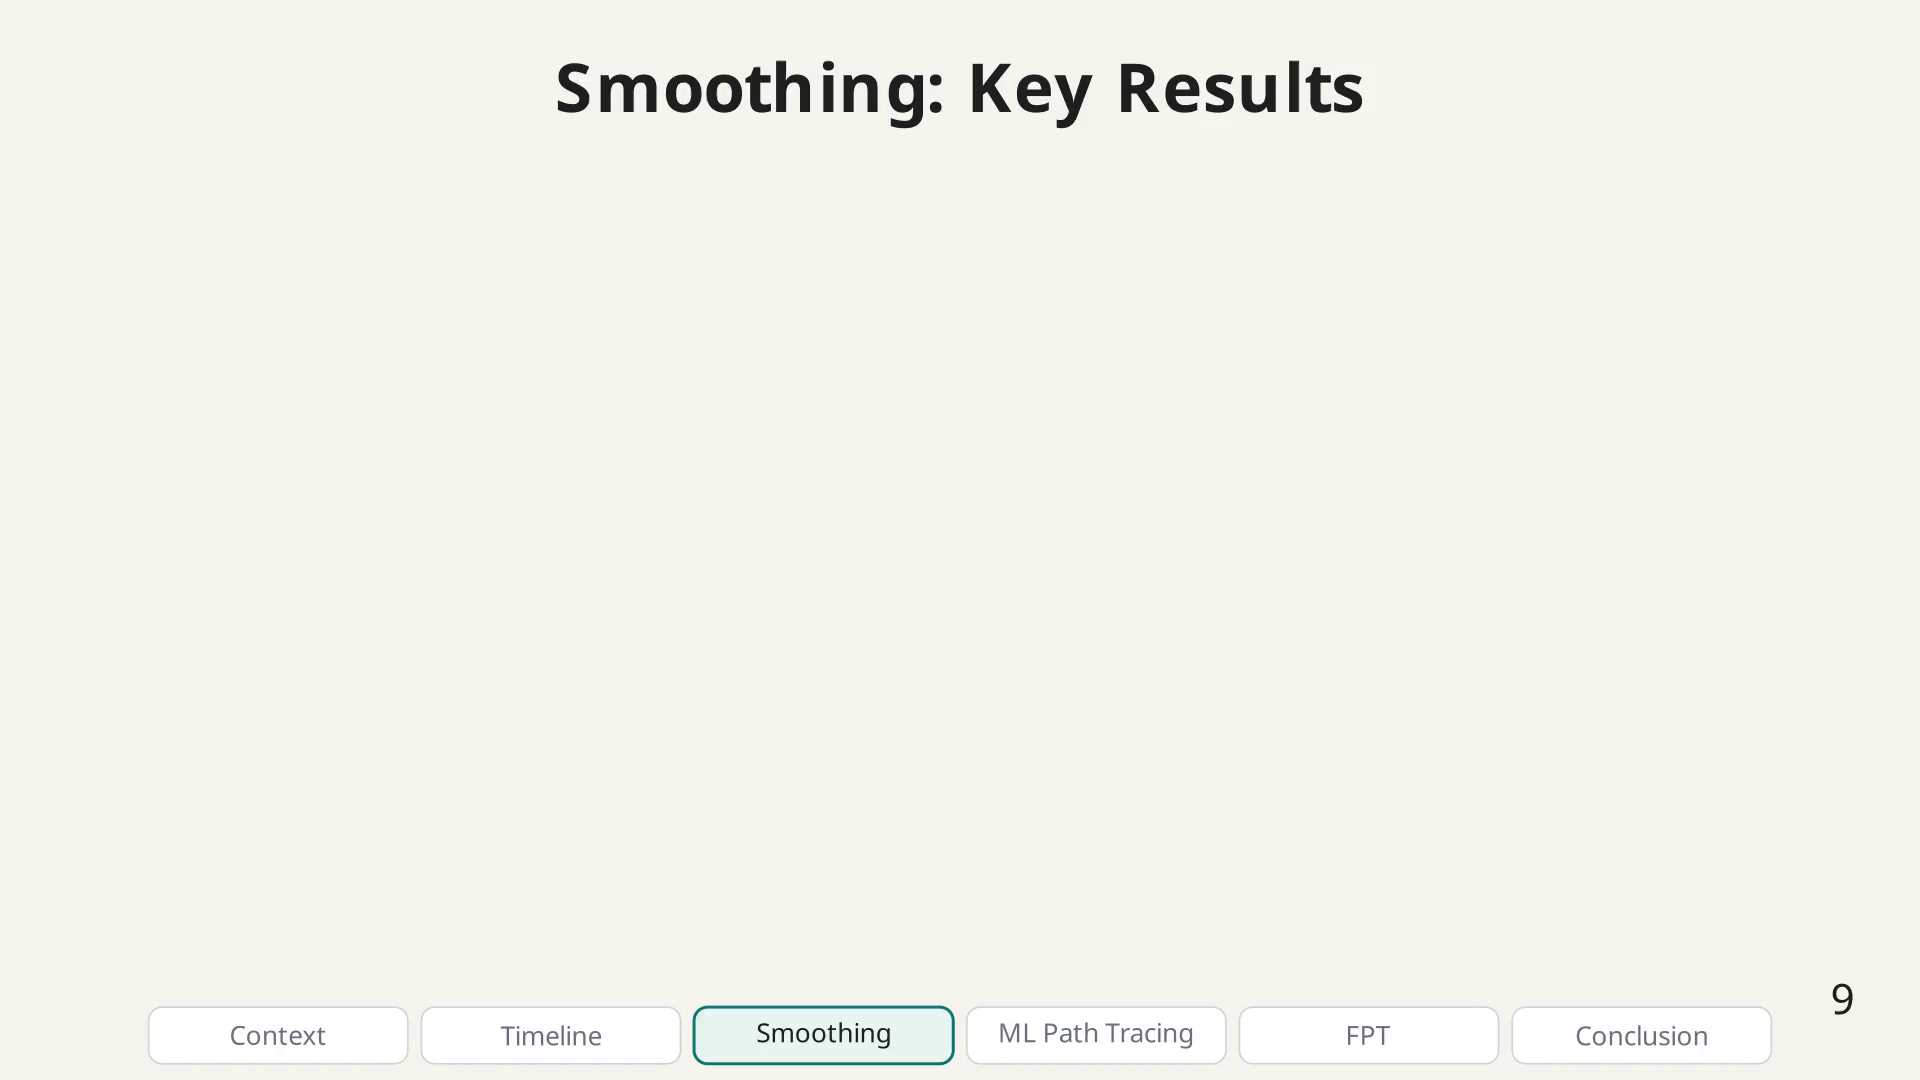 Smoothing: Key Results
9
Context
Timeline
Smoothing
ML Path Tracing
FPT
Conclusion